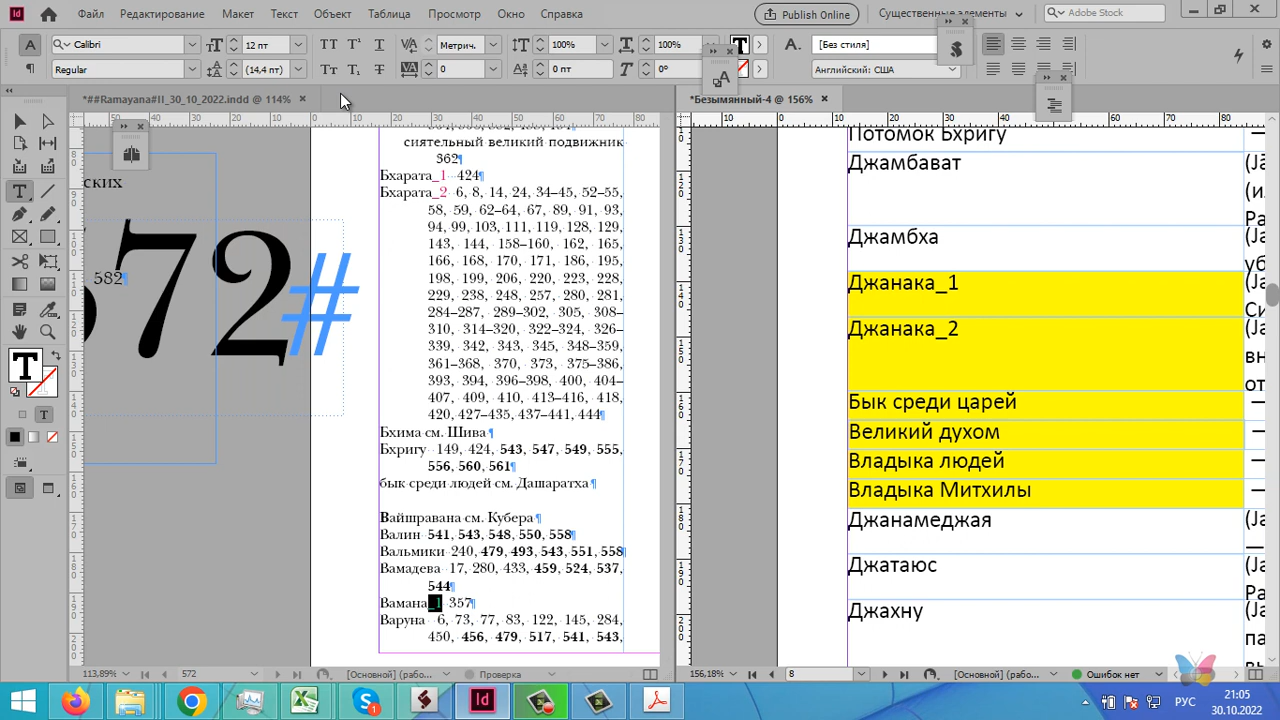 Файл Редактирование Макет Текст Объект Таблица Просмотр Окно Справка
Publish Online
Существенные элементы
Adobe Stock
Calibri
12 пт
Метрич.
100%
100%
[Без стиля]
Regular
(14,4 пт)
0
0 пт
0°
Английский: США
*##Ramayana#II_30_10_2022.indd @ 114%
*Безымянный-4 @ 156%
ских
582¶
72#
сиятельный великий подвижник
362¶
Бхарата_1 424¶
Бхарата_2 6, 8, 14, 24, 34–45, 52–55,
58, 59, 62–64, 67, 89, 91, 93,
94, 99, 103, 111, 119, 128, 129,
143, 144, 158–160, 162, 165,
166, 168, 170, 171, 186, 195,
198, 199, 206, 220, 223, 228,
229, 238, 248, 257, 280, 281,
284–287, 289–302, 305, 308–
310, 314–320, 322–324, 326–
339, 342, 343, 345, 348–359,
361–368, 370, 373, 375–386,
393, 394, 396–398, 400, 404–
407, 409, 410, 413–416, 418,
420, 427–435, 437–441, 444¶
Бхима см. Шива¶
Бхригу 149, 424, 543, 547, 549, 555,
556, 560, 561¶
бык среди людей см. Дашаратха¶
Вайшравана см. Кубера¶
Валин 541, 543, 548, 550, 558¶
Вальмики 240, 479, 493, 543, 551, 558¶
Вамадева 17, 280, 433, 459, 524, 537,
544¶
Вамана_1 357¶
Варуна 6, 73, 77, 83, 122, 145, 284,
450, 456, 479, 517, 541, 543,
Потомок Бхригу
Джамбават
Джамбха
Джанака_1
Джанака_2
Бык среди царей
Великий духом
Владыка людей
Владыка Митхилы
Джанамеджая
Джатаюс
Джахну
113,89%
572
[Основной] (рабо...
Проверка
156,18%
8
[Основной] (рабо...
Ошибок нет
РУС
21:05
30.10.2022